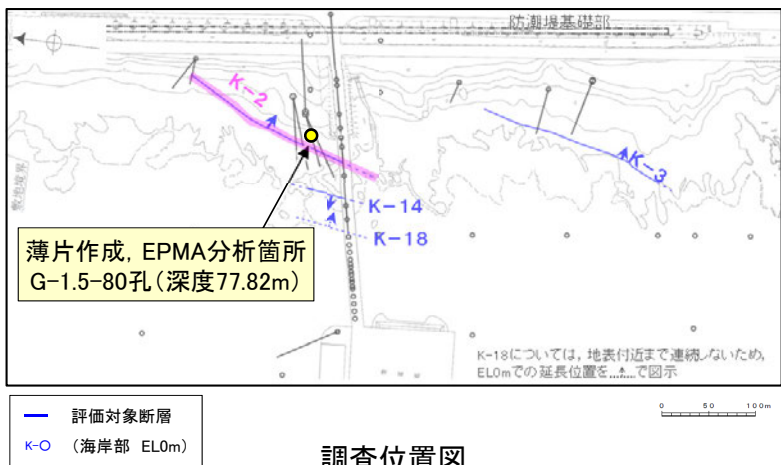 防潮堤基礎部
K-2
K-3
敷地境界
K-14
K-18
薄片作成, EPMA分析箇所
G-1.5-80孔(深度77.82m)
K-18については, 地表付近まで連続しないため,
EL0mでの延長位置を....で図示
0 50 100m
評価対象断層
K-○ (海岸部 EL0m)
調査位置図